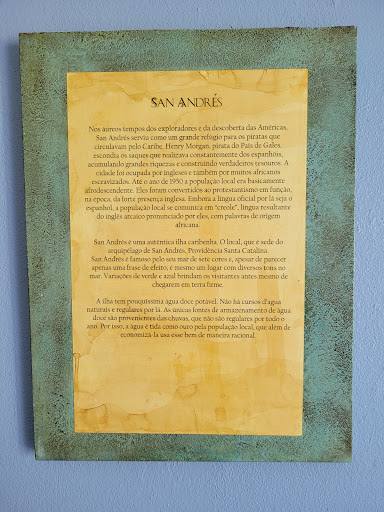 SAN ANDRÉS
Nos áureos tempos dos exploradores e da descoberta das Américas,
San Andrés serviu como um grande refúgio para os piratas que
circulavam pelo Caribe. Henry Morgan, pirata do País de Gales,
escondia os saques que realizava constantemente dos espanhóis,
acumulando grandes riquezas e construindo verdadeiros tesouros. A
cidade foi ocupada por ingleses e também por muitos africanos
escravizados. Até o ano de 1950 a população local era basicamente
afrodescendente. Eles foram convertidos ao protestantismo em função,
na época, da forte presença inglesa. Embora a língua oficial por lá seja o
espanhol, a população local se comunica em "creole", língua resultante
do inglês arcaico pronunciado por eles, com palavras de origem
africana.
San Andrés é uma autêntica ilha caribenha. O local, que é sede do
arquipélago de San Andrés, Providência Santa Catalina.
San Andrés é famoso pelo seu mar de sete cores e, apesar de parecer
apenas uma frase de efeito, é mesmo um lugar com diversos tons no
mar. Variações de verde e azul brindam os visitantes antes mesmo de
chegarem em terra firme.
A ilha tem pouquíssima água doce potável. Não há cursos d'agua
naturais e regulares por lá. As únicas fontes de armazenamento de água
doce são provenientes das chuvas, que não são regulares por todo o
ano. Por isso, a água é tida como ouro pela população local, que além de
economizá-la usa esse bem de maneira racional.